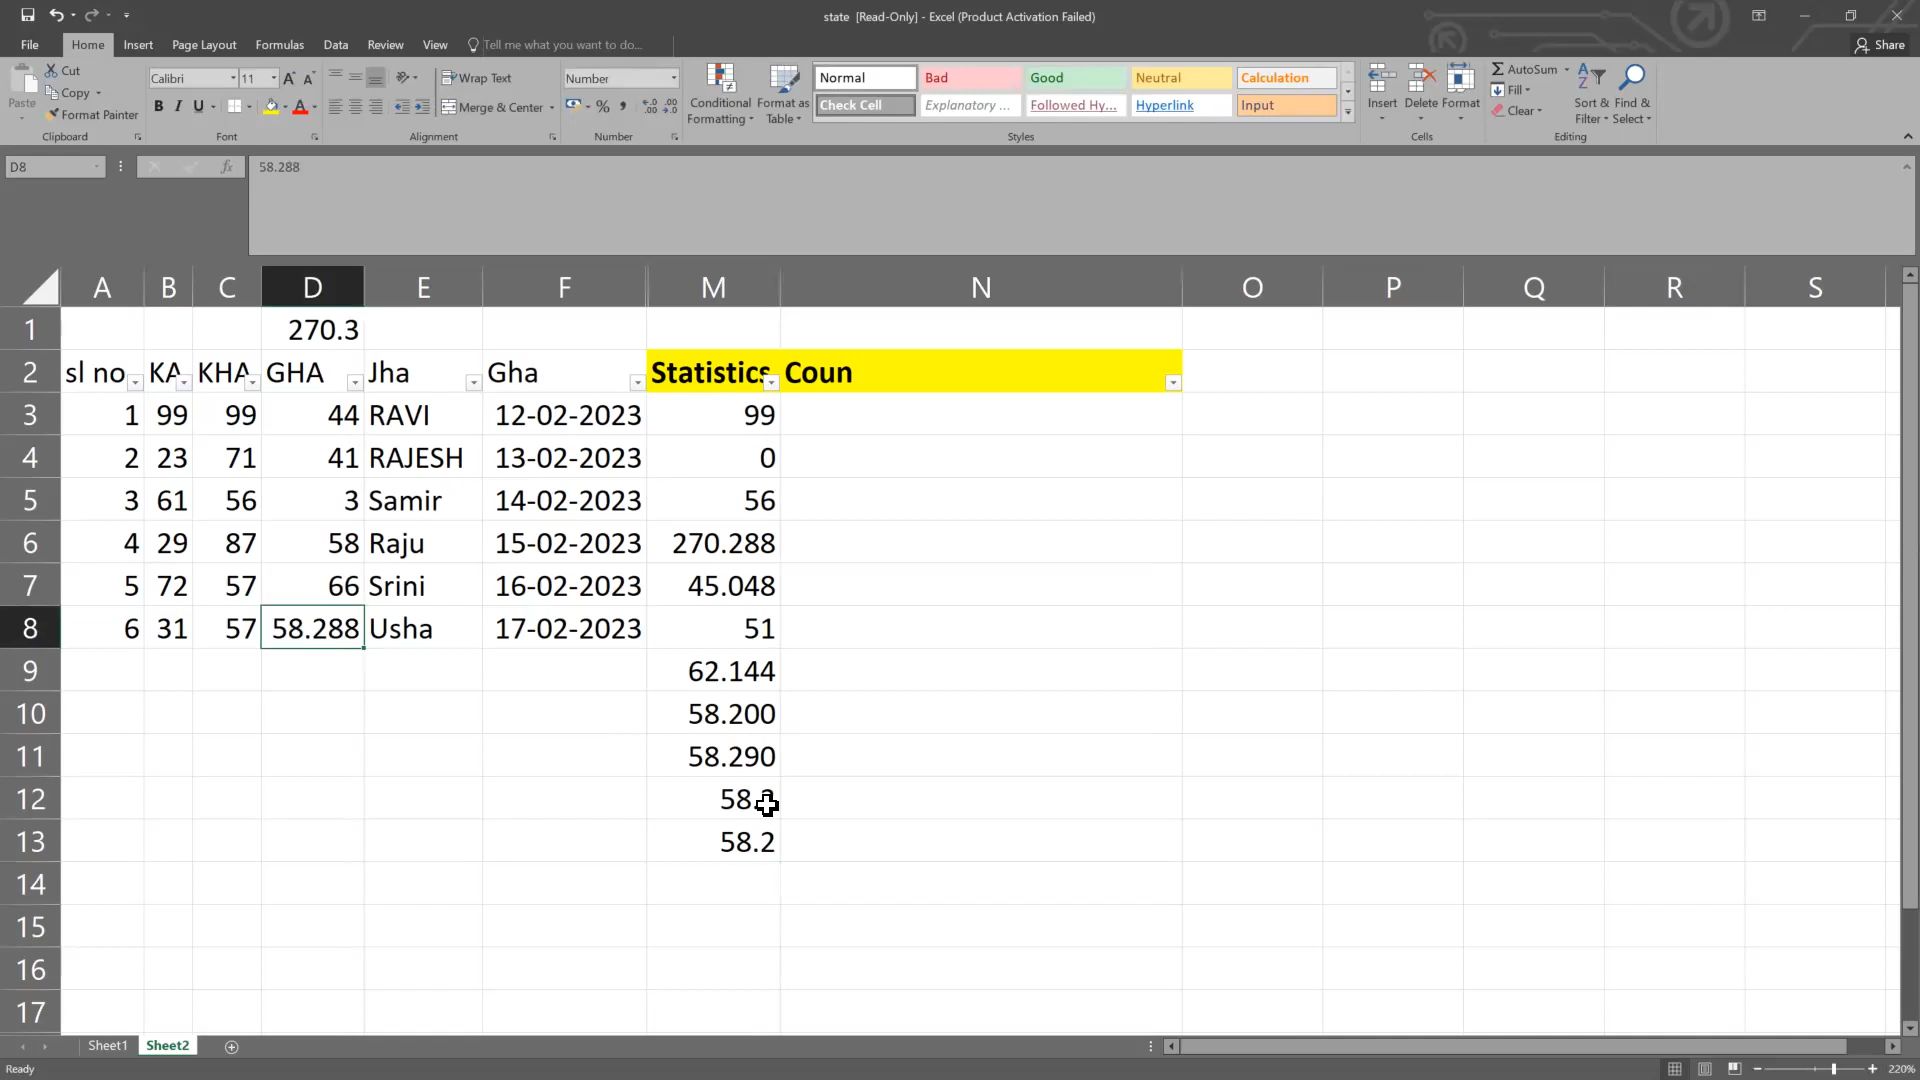 state [Read-Only] - Excel (Product Activation Failed)
File Home Insert Page Layout Formulas Data Review View Tell me what you want to do... Share
Cut
Copy
Format Painter
Paste
Clipboard
Calibri 11
Font
Wrap Text
Merge & Center
Alignment
Number
Number
Conditional Formatting
Format as Table
Normal Bad Good Neutral Calculation
Check Cell Explanatory ... Followed Hy... Hyperlink Input
Styles
Insert Delete Format
Cells
AutoSum
Fill
Clear
Sort & Filter
Find & Select
Editing
D8 fx 58.288
A B C D E F M N O P Q R S
1 270.3
2 sl no KA KHA GHA Jha Gha Statistics Coun
3 1 99 99 44 RAVI 12-02-2023 99
4 2 23 71 41 RAJESH 13-02-2023 0
5 3 61 56 3 Samir 14-02-2023 56
6 4 29 87 58 Raju 15-02-2023 270.288
7 5 72 57 66 Srini 16-02-2023 45.048
8 6 31 57 58.288 Usha 17-02-2023 51
9 62.144
10 58.200
11 58.290
12
13 58.2
14
15
16
17
Sheet1 Sheet2
Ready 220%